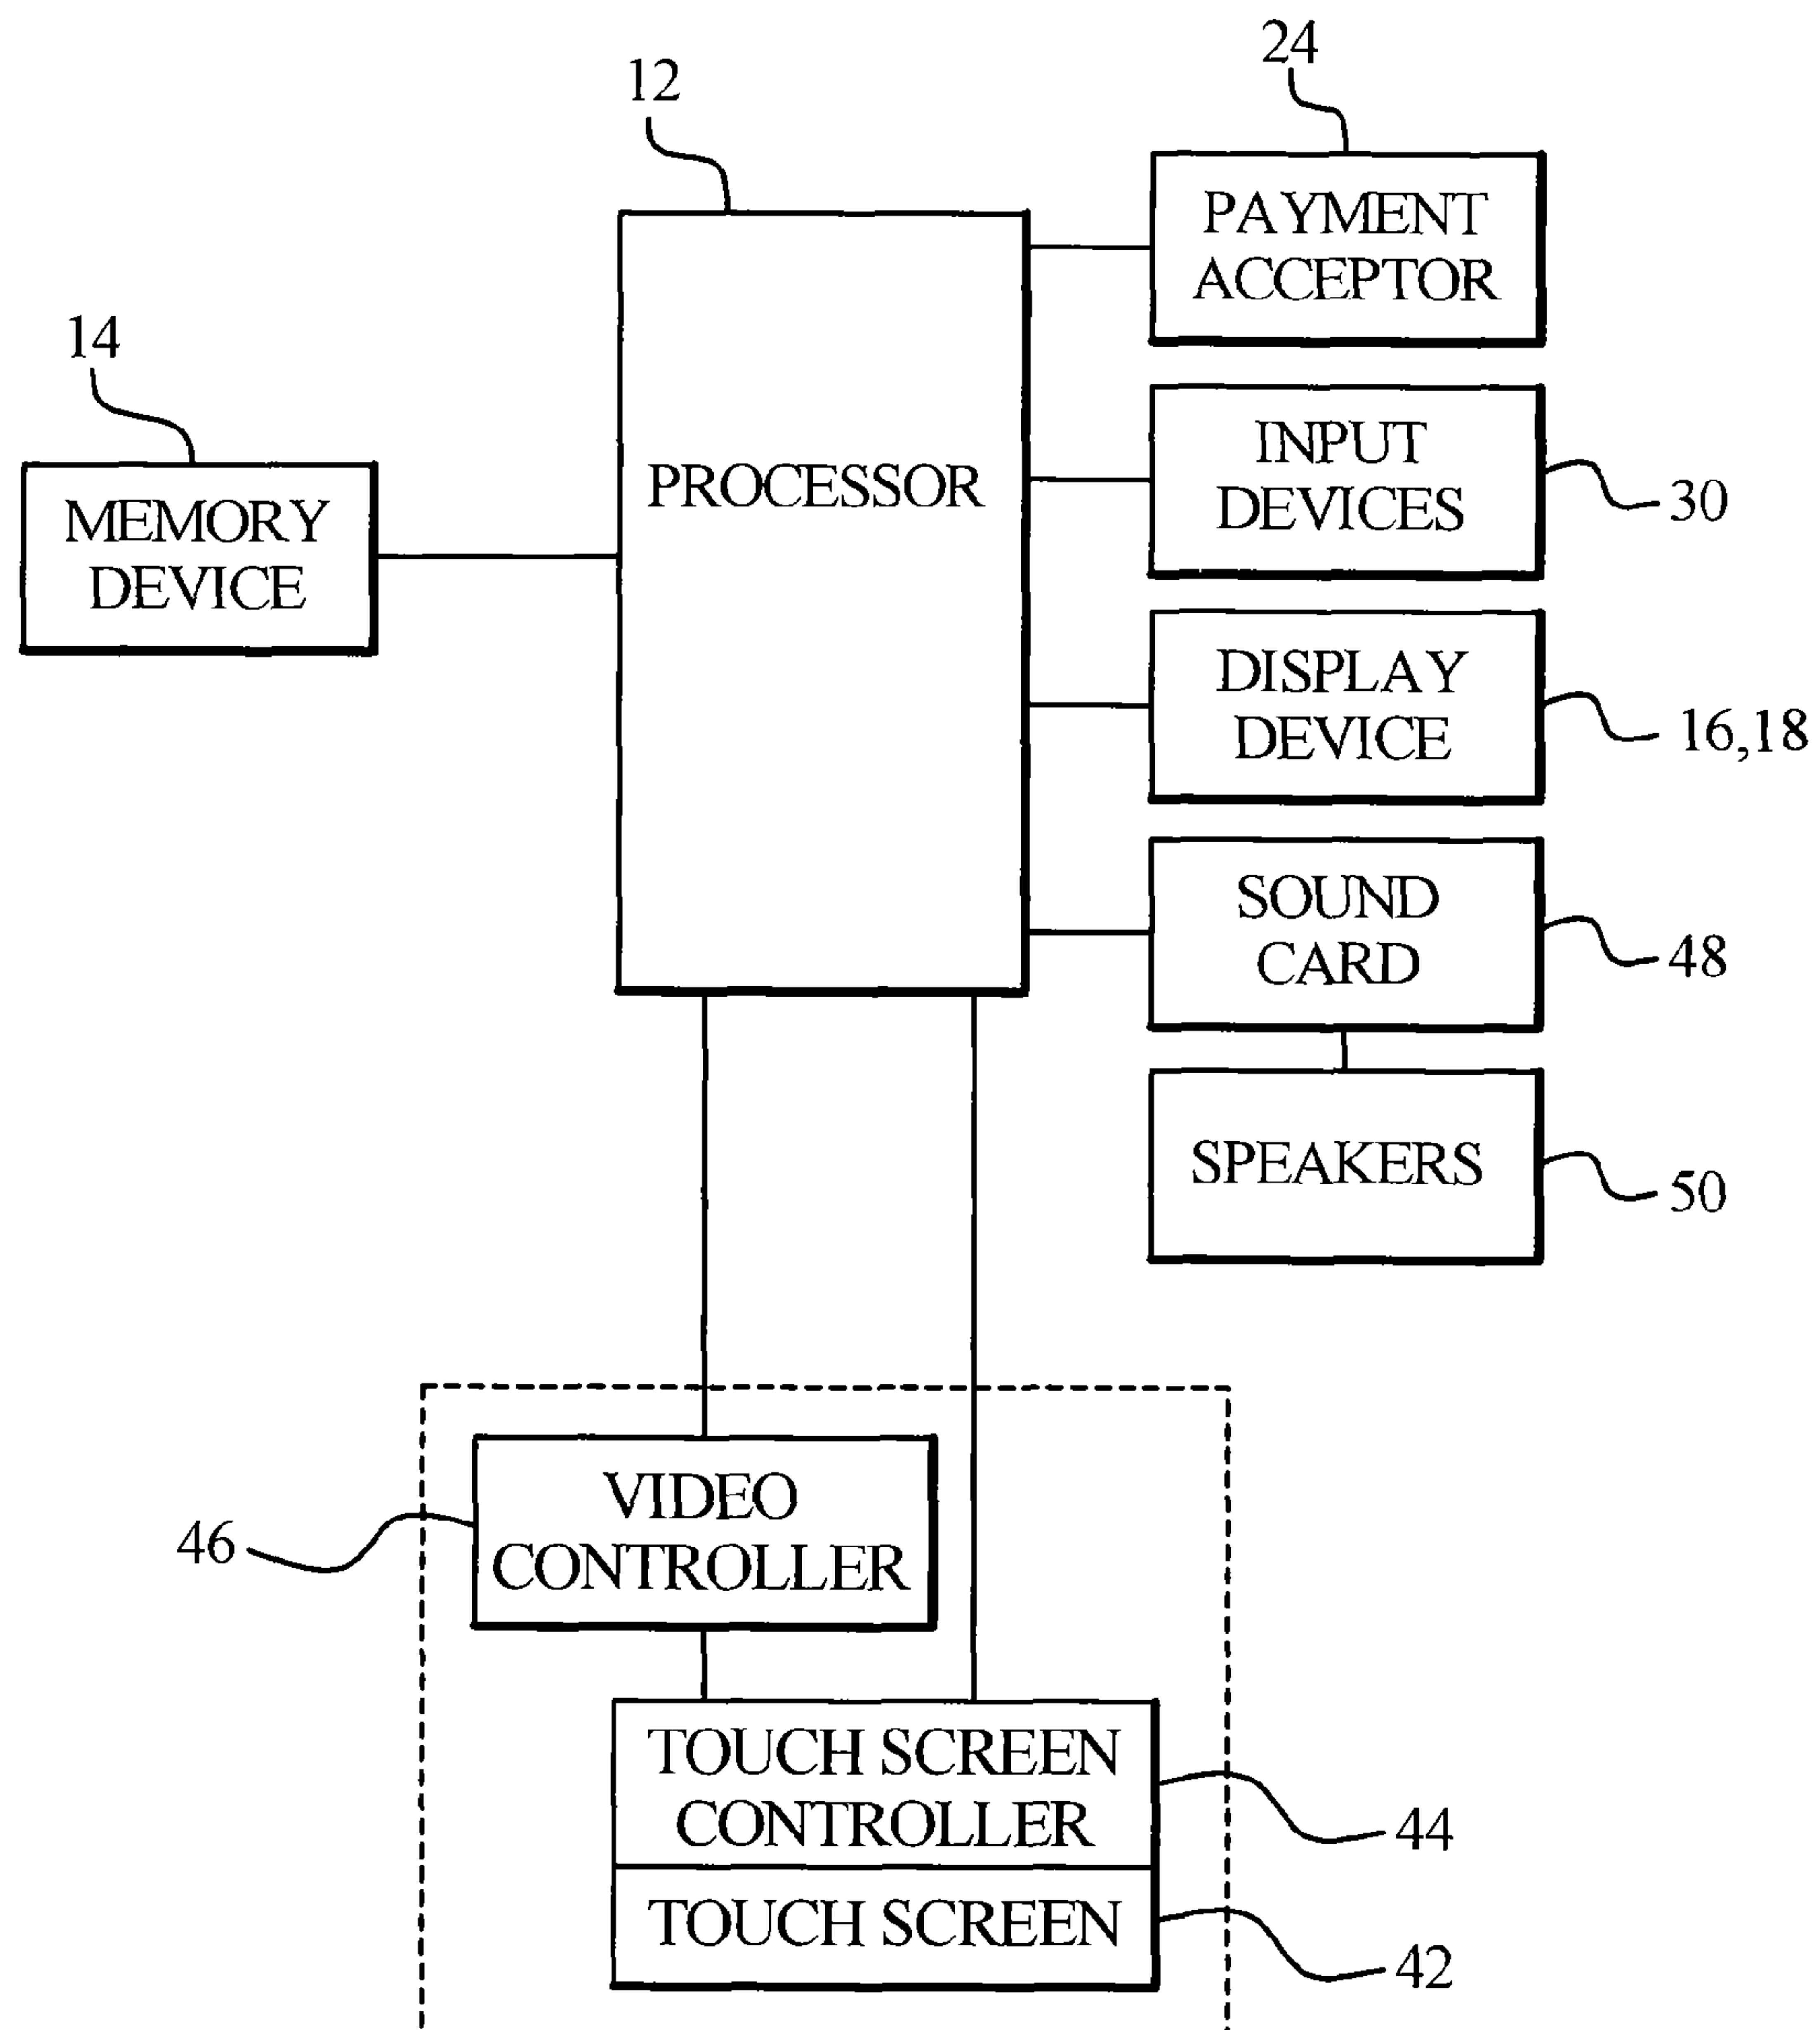 24
12
PAYMENT
ACCEPTOR
14
INPUT
DEVICES
30
PROCESSOR
MEMORY
DEVICE
DISPLAY
DEVICE
16,18
SOUND
CARD
48
SPEAKERS
50
VIDEO
CONTROLLER
46
TOUCH SCREEN
CONTROLLER
44
TOUCH SCREEN
42